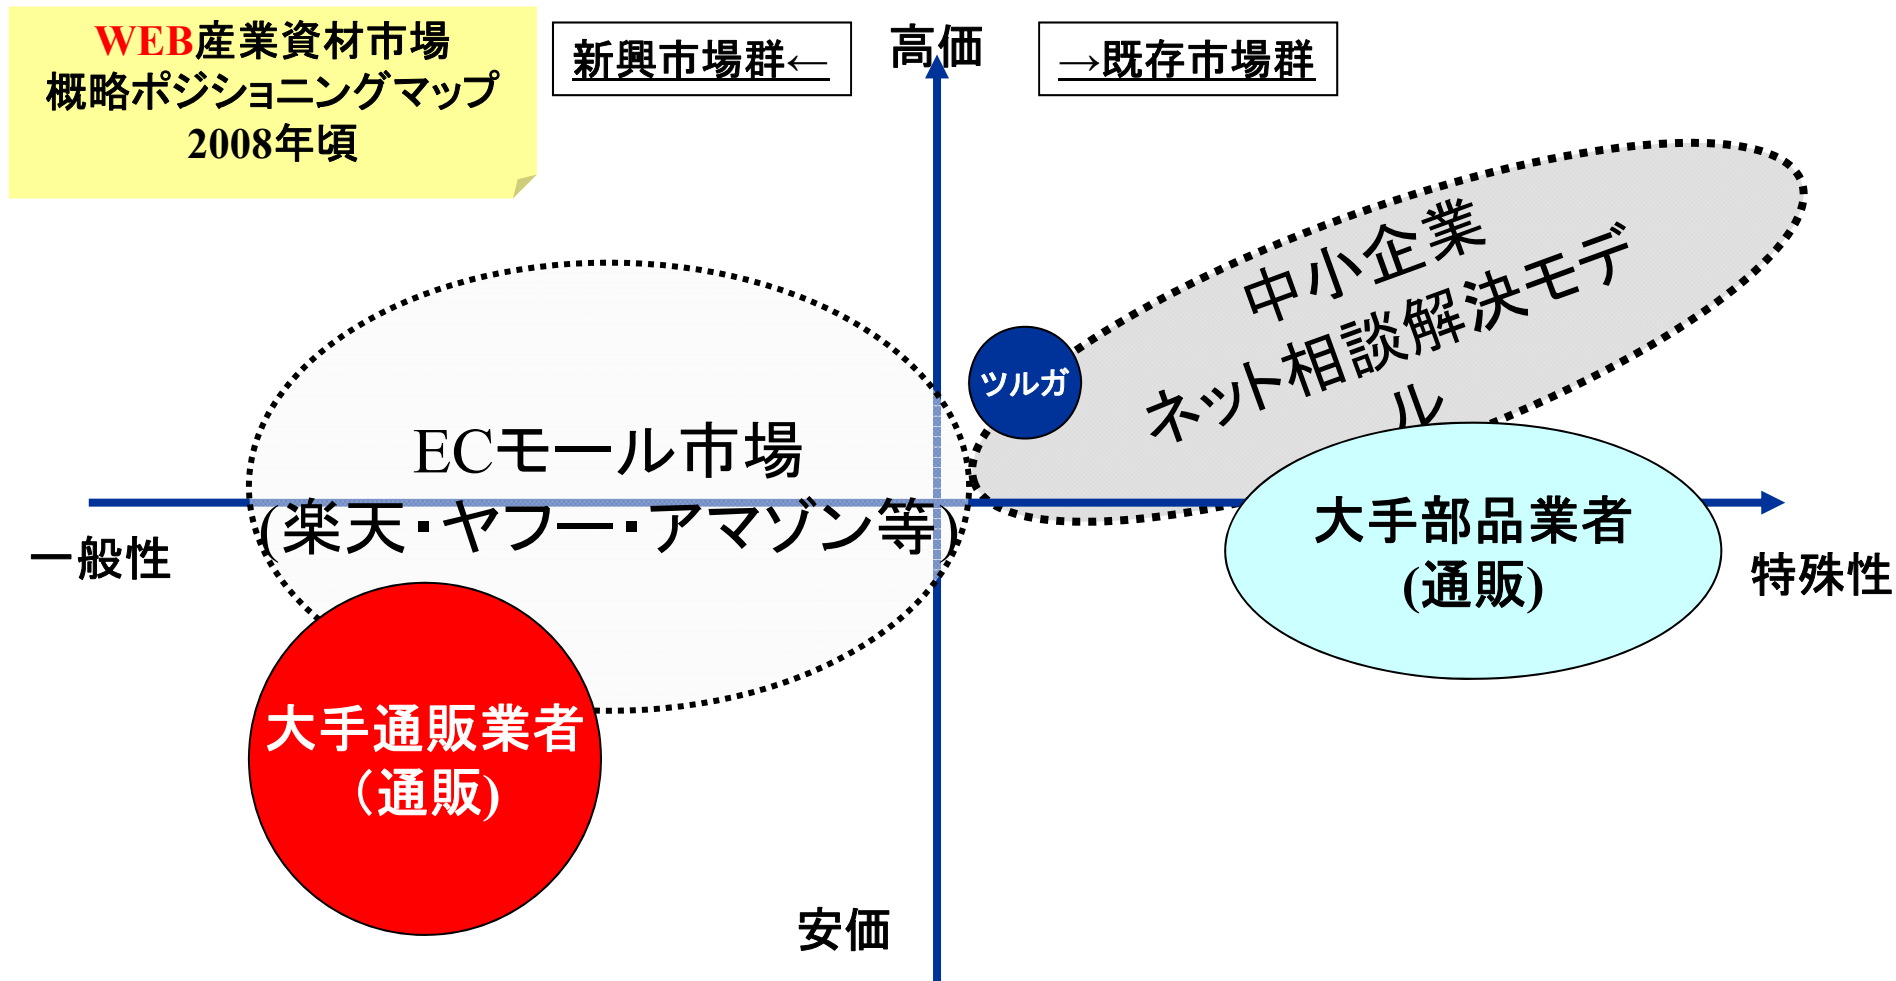 WEB産業資材市場
概略ポジショニングマップ
2008年頃
新興市場群←
高価
→既存市場群
中小企業
ネット相談解決モデ
ル
ツルガ
ECモール市場
(楽天・ヤフー・アマゾン等)
一般性
大手部品業者
(通販)
特殊性
大手通販業者
（通販)
安価